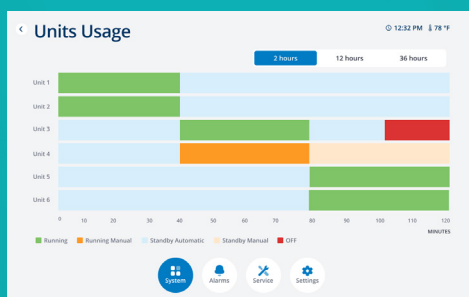 Units Usage
12:32 PM 78 °F
2 hours 12 hours 36 hours
Unit 1
Unit 2
Unit 3
Unit 4
Unit 5
Unit 6
0 10 20 30 40 50 60 70 80 90 100 110 120
MINUTES
Running Running Manual Standby Automatic Standby Manual OFF
System Alarms Service Settings